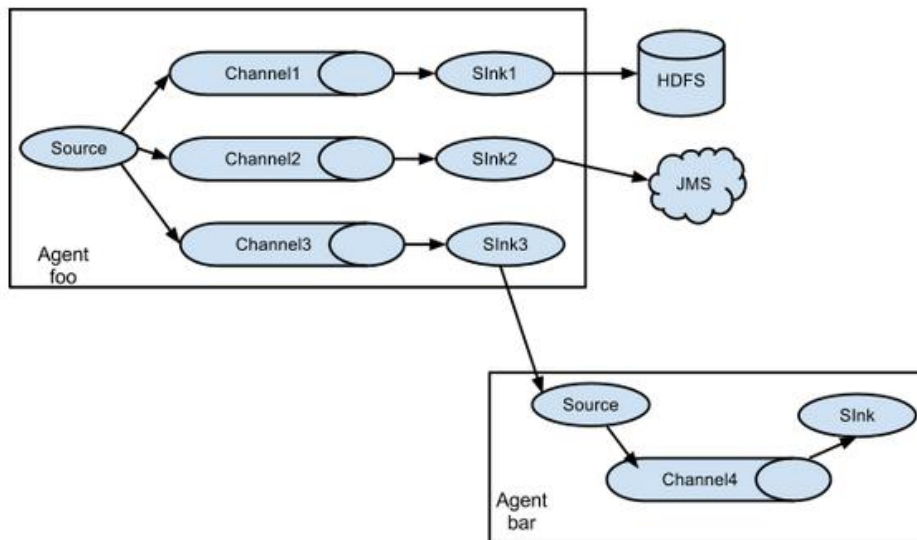 Channel1
SInk1
HDFS
Source
Channel2
SInk2
JMS
Channel3
SInk3
Agent
foo
Source
SInk
Channel4
Agent
bar